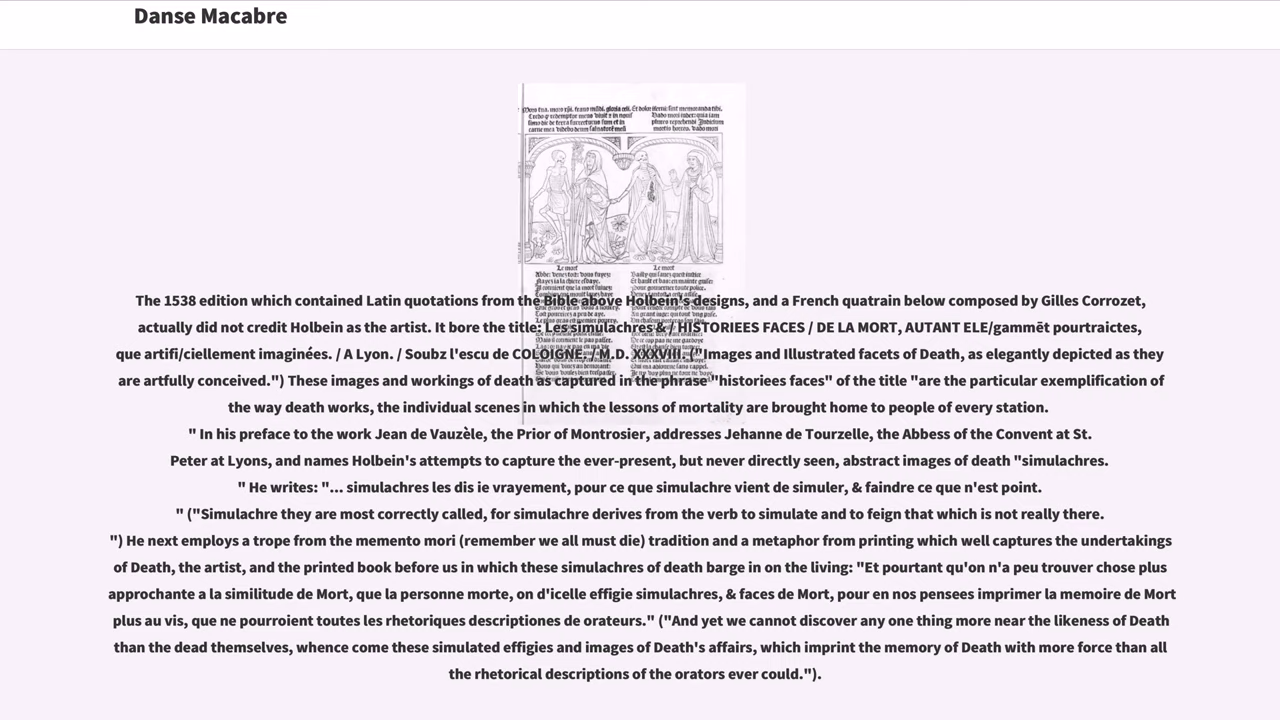 Danse Macabre
The 1538 edition which contained Latin quotations from the Bible above Holbein's designs, and a French quatrain below composed by Gilles Corrozet,
actually did not credit Holbein as the artist. It bore the title: Les simulachres & / HISTORIEES FACES / DE LA MORT, AUTANT ELE/gammēt pourtraictes,
que artifi/ciellement imaginées. / A Lyon. / Soubz l'escu de COLOIGNE. / M.D. XXXVIII. ("Images and Illustrated facets of Death, as elegantly depicted as they
are artfully conceived.") These images and workings of death as captured in the phrase "historiees faces" of the title "are the particular exemplification of
the way death works, the individual scenes in which the lessons of mortality are brought home to people of every station.
" In his preface to the work Jean de Vauzèle, the Prior of Montrosier, addresses Jehanne de Tourzelle, the Abbess of the Convent at St.
Peter at Lyons, and names Holbein's attempts to capture the ever-present, but never directly seen, abstract images of death "simulachres.
" He writes: "... simulachres les dis ie vrayement, pour ce que simulachre vient de simuler, & faindre ce que n'est point.
" ("Simulachre they are most correctly called, for simulachre derives from the verb to simulate and to feign that which is not really there.
") He next employs a trope from the memento mori (remember we all must die) tradition and a metaphor from printing which well captures the undertakings
of Death, the artist, and the printed book before us in which these simulachres of death barge in on the living: "Et pourtant qu'on n'a peu trouver chose plus
approchante a la similitude de Mort, que la personne morte, on d'icelle effigie simulachres, & faces de Mort, pour en nos pensees imprimer la memoire de Mort
plus au vis, que ne pourroient toutes les rhetoriques descriptiones de orateurs." ("And yet we cannot discover any one thing more near the likeness of Death
than the dead themselves, whence come these simulated effigies and images of Death's affairs, which imprint the memory of Death with more force than all
the rhetorical descriptions of the orators ever could.").